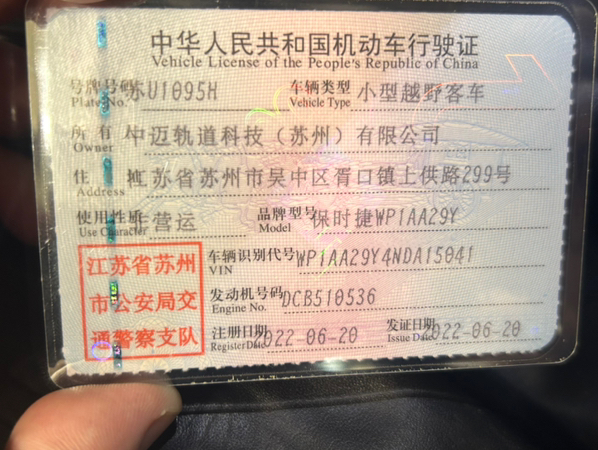 中华人民共和国机动车行驶证
Vehicle License of the People's Republic of China
号牌号码 苏U1095H 车辆类型 小型越野客车
Plate No. Vehicle Type
所有人 中迈轨道科技（苏州）有限公司
Owner
住 址 江苏省苏州市吴中区胥口镇上供路299号
Address
使用性质 非营运 品牌型号 保时捷WP1AA29Y
Use Character Model
江苏省苏州 车辆识别代号 WP1AA29Y4NDA15041
VIN
市公安局交 发动机号码 DCB510536
Engine No.
通警察支队 注册日期 022-06-20 发证日期 022-06-20
Register Date Issue Date